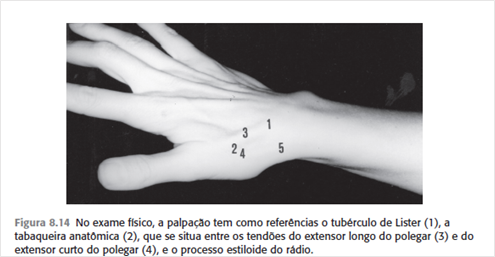 1
3
2 4 5
Figura 8.14 No exame físico, a palpação tem como referências o tubérculo de Lister (1), a
tabaqueira anatômica (2), que se situa entre os tendões do extensor longo do polegar (3) e do
extensor curto do polegar (4), e o processo estiloide do rádio.